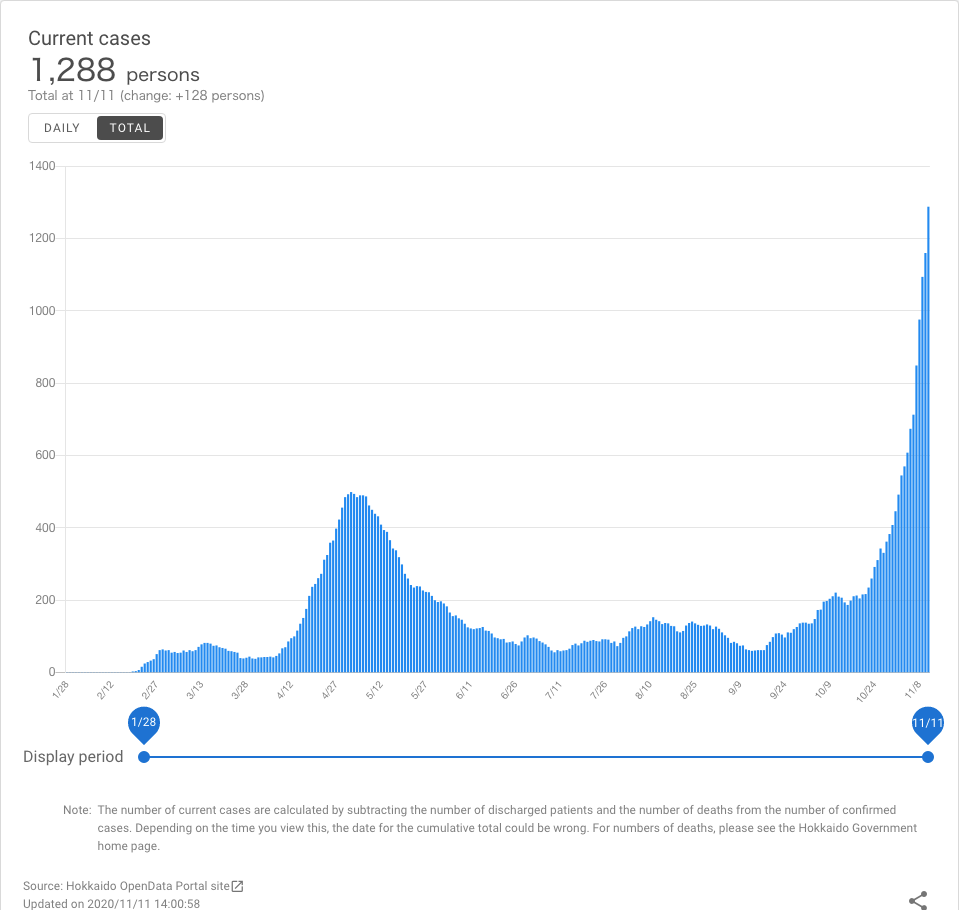 Current cases
1,288 persons
Total at 11/11 (change: +128 persons)
DAILY TOTAL
1400
1200
1000
800
600
400
200
0
1/28 2/12 2/27 3/13 3/28 4/12 4/27 5/12 5/27 6/11 6/26 7/11 7/26 8/10 8/25 9/9 9/24 10/9 10/24 11/8
1/28 11/11
Display period
Note: The number of current cases are calculated by subtracting the number of discharged patients and the number of deaths from the number of confirmed
cases. Depending on the time you view this, the date for the cumulative total could be wrong. For numbers of deaths, please see the Hokkaido Government
home page.
Source: Hokkaido OpenData Portal site
Updated on 2020/11/11 14:00:58